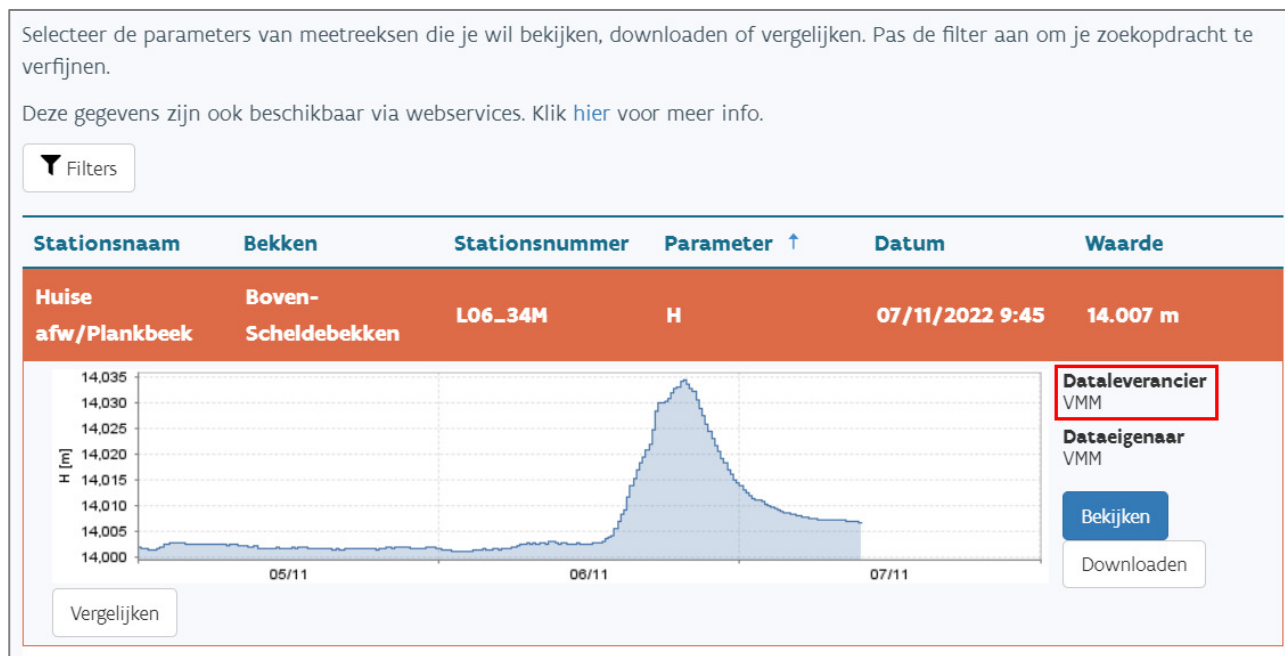 Selecteer de parameters van meetreeksen die je wil bekijken, downloaden of vergelijken. Pas de filter aan om je zoekopdracht te
verfijnen.
Deze gegevens zijn ook beschikbaar via webservices. Klik hier voor meer info.
Filters
Stationsnaam Bekken Stationsnummer Parameter ↑ Datum Waarde
Huise afw/Plankbeek Boven-Scheldebekken L06_34M H 07/11/2022 9:45 14.007 m
14,035
14,030
14,025
14,020
14,015
14,010
14,005
14,000
H [m]
05/11 06/11 07/11
Dataleverancier
VMM
Dataeigenaar
VMM
Bekijken
Downloaden
Vergelijken